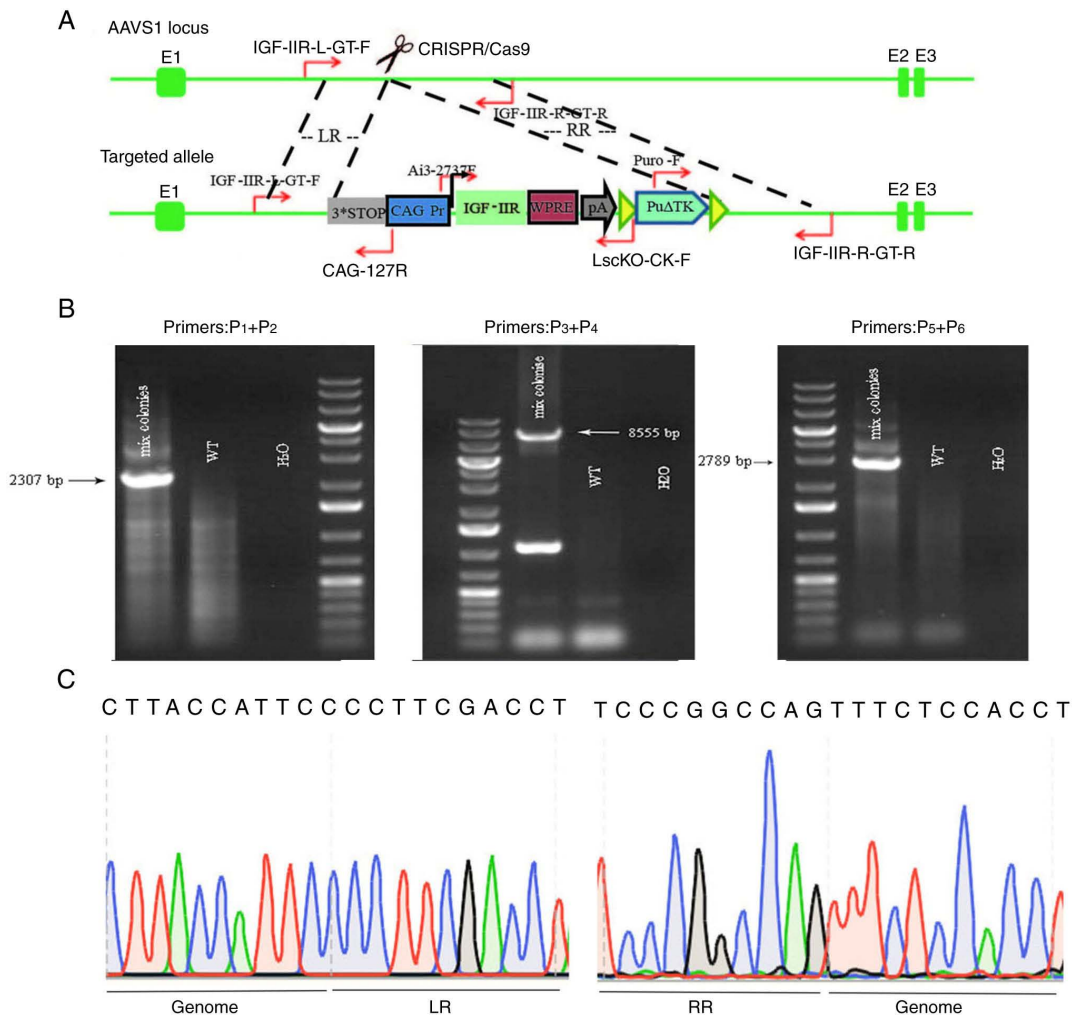 A
AAVS1 locus
E1
IGF-IIR-L-GT-F
CRISPR/Cas9
E2 E3
IGF-IIR-R-GT-R
-- LR --
--- RR ---
Targeted allele
E1
IGF-IIR-L-GT-F
Ai3-2737F
Puro -F
E2 E3
3*STOP
CAG Pr
IGF-IIR
WPRE
pA
PuΔTK
CAG-127R
LscKO-CK-F
IGF-IIR-R-GT-R
B
Primers:P1+P2
Primers:P3+P4
Primers:P5+P6
mix colonies
WT
H2O
2307 bp
mix colonise
8555 bp
WT
H2O
mix colonies
2789 bp
WT
H2O
C
C T T A C C A T T C C C C T T C G A C C T
T C C C G G C C A G T T T C T C C A C C T
Genome
LR
RR
Genome